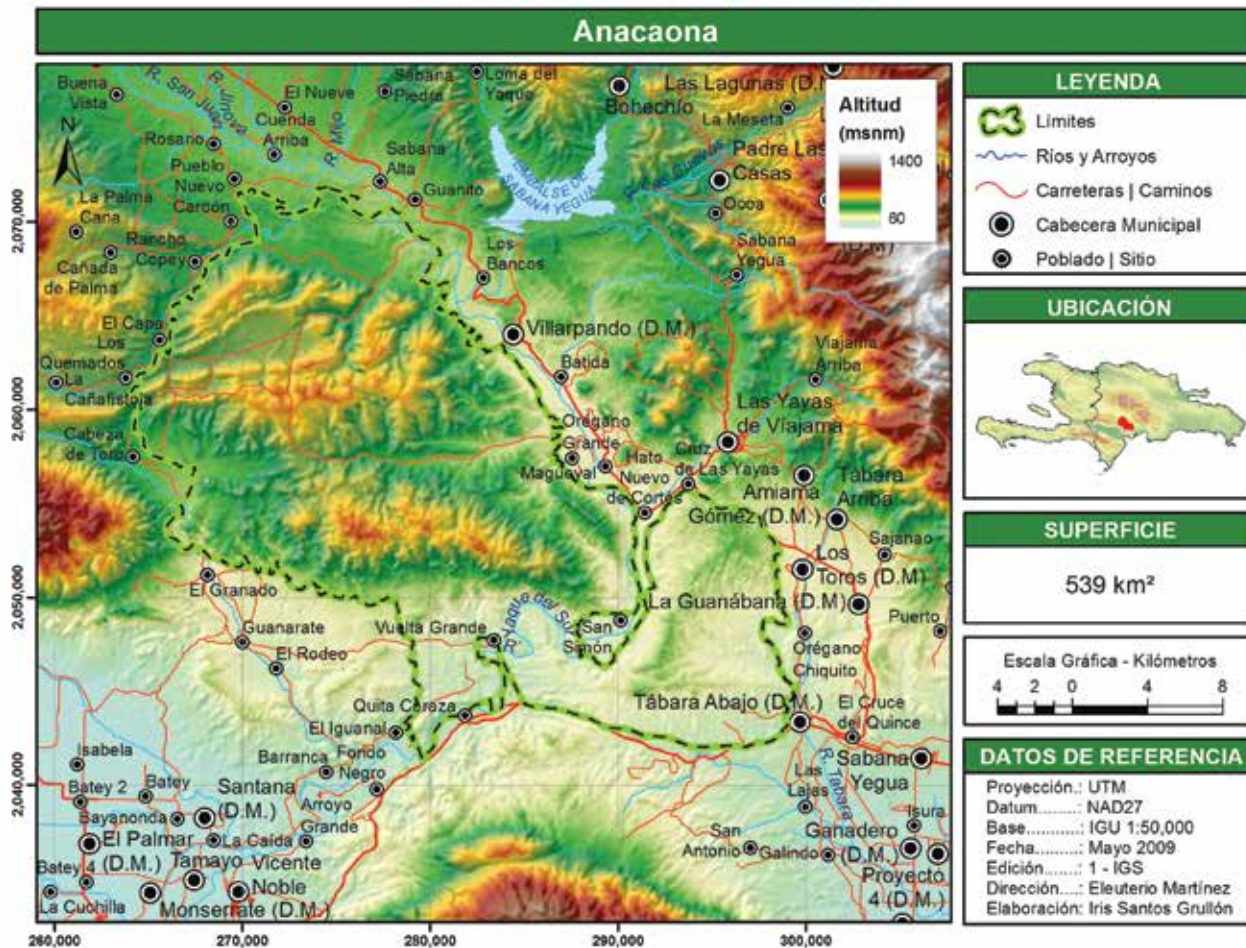 Anacaona
Buena
Vista
R. San Juan
R. Jinova
El Nueve
Sabana
Piedra
Loma del
Yaque
Bohechío
Las Lagunas (D.M.
La Meseta
Altitud
(msnm)
1400
60
N
Rosano
Cuenda
Arriba
R. Mijo
Sabana
Alta
EMBALSE DE
SABANA YEGUA
Padre Las
Casas
Pueblo
Nuevo
Guanito
La Palma
Cana
Carcón
Ocoa
Cañada
de Palma
Rancho
Copey
Los
Bancos
Sabana
Yegua
El Capa
Villarpando (D.M.)
Los
Quemados
La
Cañafistola
Batida
Viajama
Arriba
Cabeza
de Toro
Orégano
Grande
Las Yayas
de Viajama
Magueyal
Hato
Nuevo
de Cortés
Cruz
de Las Yayas
Amiama
Gómez (D.M.)
Tábara
Arriba
Sajanao
El Granado
Los
Toros (D.M)
La Guanábana (D.M)
Guanarate
Vuelta Grande
R. Yaque del Sur
San
Simón
Puerto
El Rodeo
Orégano
Chiquito
Quita Coraza
Tábara Abajo (D.M.)
El Cruce
del Quince
El Iguanal
Isabela
Barranca
Fondo
Negro
R. Tábara
Sabana
Yegua
Batey 2
Batey
Santana
(D.M.)
Las
Lajas
Bayanonda
Arroyo
Grande
Isura
El Palmar
(D.M.)
La Caída
San
Antonio
Galindo
Ganadero
(D.M.)
Batey 4
Tamayo
Vicente
Noble
Proyecto
4 (D.M.)
La Cuchilla
Monserrate (D.M.)
2,070,000
2,060,000
2,050,000
2,040,000
260,000
270,000
280,000
290,000
300,000
LEYENDA
Límites
Ríos y Arroyos
Carreteras | Caminos
Cabecera Municipal
Poblado | Sitio
UBICACIÓN
SUPERFICIE
539 km²
Escala Gráfica - Kilómetros
4 2 0 4 8
DATOS DE REFERENCIA
Proyección.: UTM
Datum........: NAD27
Base...........: IGU 1:50,000
Fecha.........: Mayo 2009
Edición.......: 1 - IGS
Dirección....: Eleuterio Martínez
Elaboración: Iris Santos Grullón